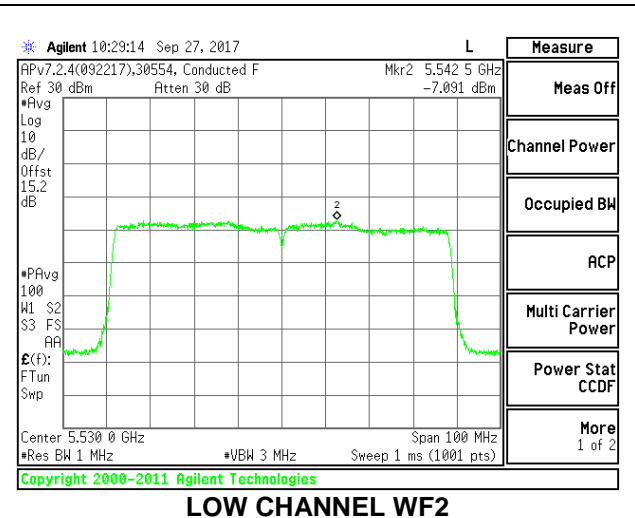 Agilent 10:29:14 Sep 27, 2017 L
APv7.2.4(092217),30554, Conducted F Mkr2 5.542 5 GHz
Ref 30 dBm Atten 30 dB -7.091 dBm
#Avg
Log
10
dB/
Offst
15.2
dB
2
#PAvg
100
W1 S2
S3 FS
AA
£(f):
FTun
Swp
Center 5.530 0 GHz Span 100 MHz
#Res BW 1 MHz #VBW 3 MHz Sweep 1 ms (1001 pts)
Copyright 2000-2011 Agilent Technologies
Measure
Meas Off
Channel Power
Occupied BW
ACP
Multi Carrier
Power
Power Stat
CCDF
More
1 of 2
LOW CHANNEL WF2